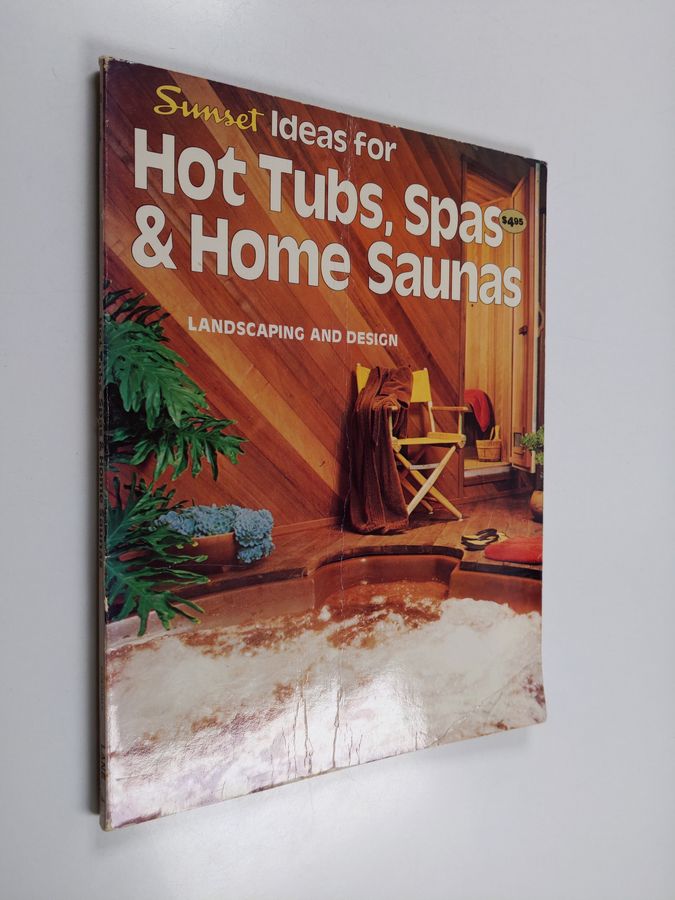 Sunset Ideas for
Hot Tubs, Spas
$4.95
& Home Saunas
LANDSCAPING AND DESIGN